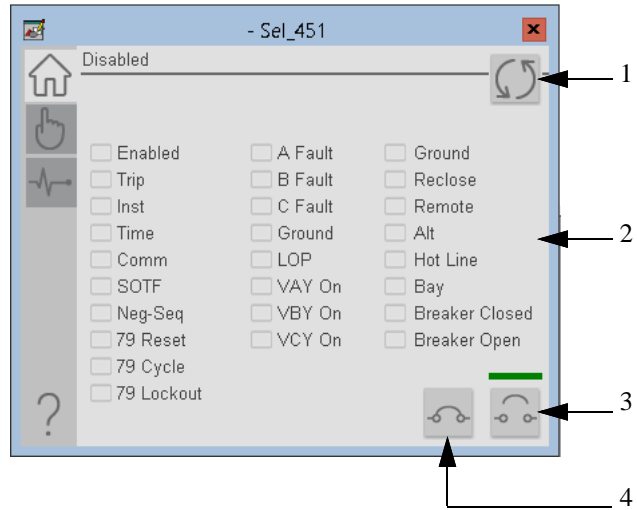 - Sel_451
Disabled
1
Enabled A Fault Ground
Trip B Fault Reclose
Inst C Fault Remote
Time Ground Alt
2
Comm LOP Hot Line
SOTF VAY On Bay
Neg-Seq VBY On Breaker Closed
79 Reset VCY On Breaker Open
79 Cycle
79 Lockout
?
3
4